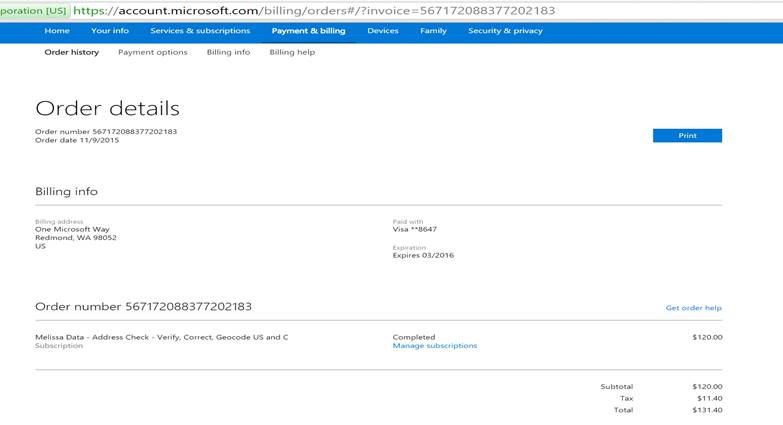 poration [US] https://account.microsoft.com/billing/orders#/?invoice=567172088377202183
Home Your info Services & subscriptions Payment & billing Devices Family Security & privacy
Order history Payment options Billing info Billing help
Order details
Order number 567172088377202183
Order date 11/9/2015
Print
Billing info
Billing address
One Microsoft Way
Redmond, WA 98052
US
Paid with
Visa **8647
Expiration
Expires 03/2016
Order number 567172088377202183
Get order help
Melissa Data - Address Check - Verify, Correct, Geocode US and C
Subscription
Completed
Manage subscriptions
$120.00
Subtotal $120.00
Tax $11.40
Total $131.40